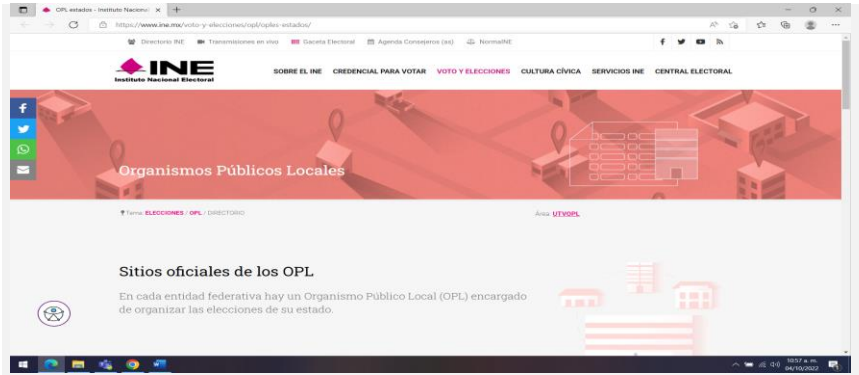 OPL estados - Instituto Nacional
https://www.ine.mx/voto-y-elecciones/opl/oples-estados/
Directorio INE Transmisiones en vivo Gaceta Electoral Agenda Consejeros (as) NormaINE
INE
Instituto Nacional Electoral
SOBRE EL INE CREDENCIAL PARA VOTAR VOTO Y ELECCIONES CULTURA CÍVICA SERVICIOS INE CENTRAL ELECTORAL
Organismos Públicos Locales
Tema: ELECCIONES / OPL / DIRECTORIO
Área: UTVOPL
Sitios oficiales de los OPL
En cada entidad federativa hay un Organismo Público Local (OPL) encargado
de organizar las elecciones de su estado.
10:57 a. m.
04/10/2022